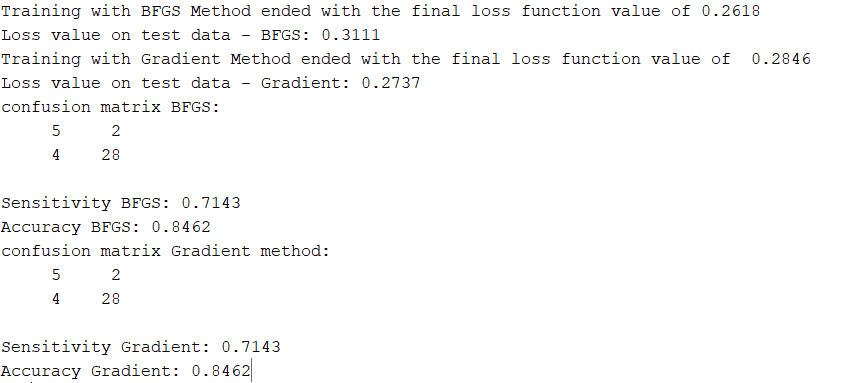 Training with BFGS Method ended with the final loss function value of 0.2618
Loss value on test data - BFGS: 0.3111
Training with Gradient Method ended with the final loss function value of  0.2846
Loss value on test data - Gradient: 0.2737
confusion matrix BFGS:
     5     2
     4    28
Sensitivity BFGS: 0.7143
Accuracy BFGS: 0.8462
confusion matrix Gradient method:
     5     2
     4    28
Sensitivity Gradient: 0.7143
Accuracy Gradient: 0.8462